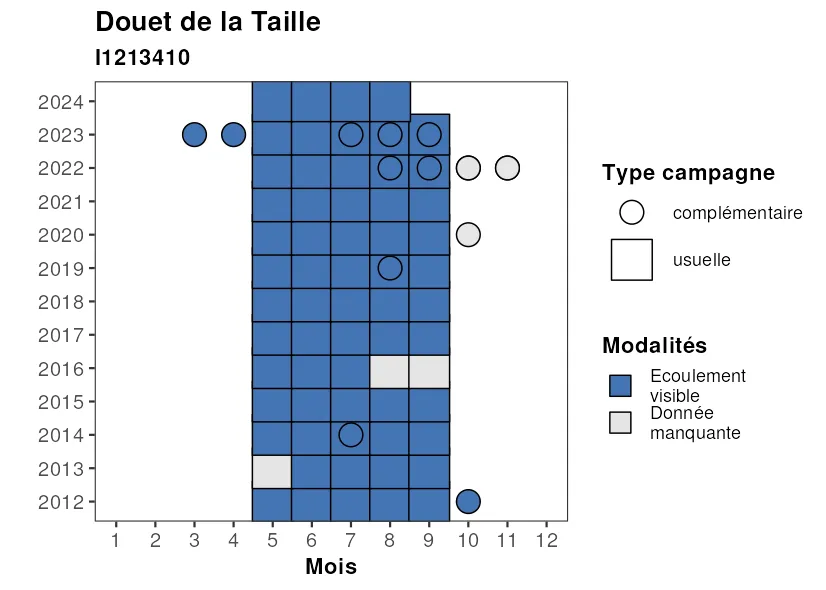 Douet de la Taille
I1213410
2024
2023
2022
2021
2020
2019
2018
2017
2016
2015
2014
2013
2012
1 2 3 4 5 6 7 8 9 10 11 12
Mois
Type campagne
complémentaire
usuelle
Modalités
Ecoulement
visible
Donnée
manquante